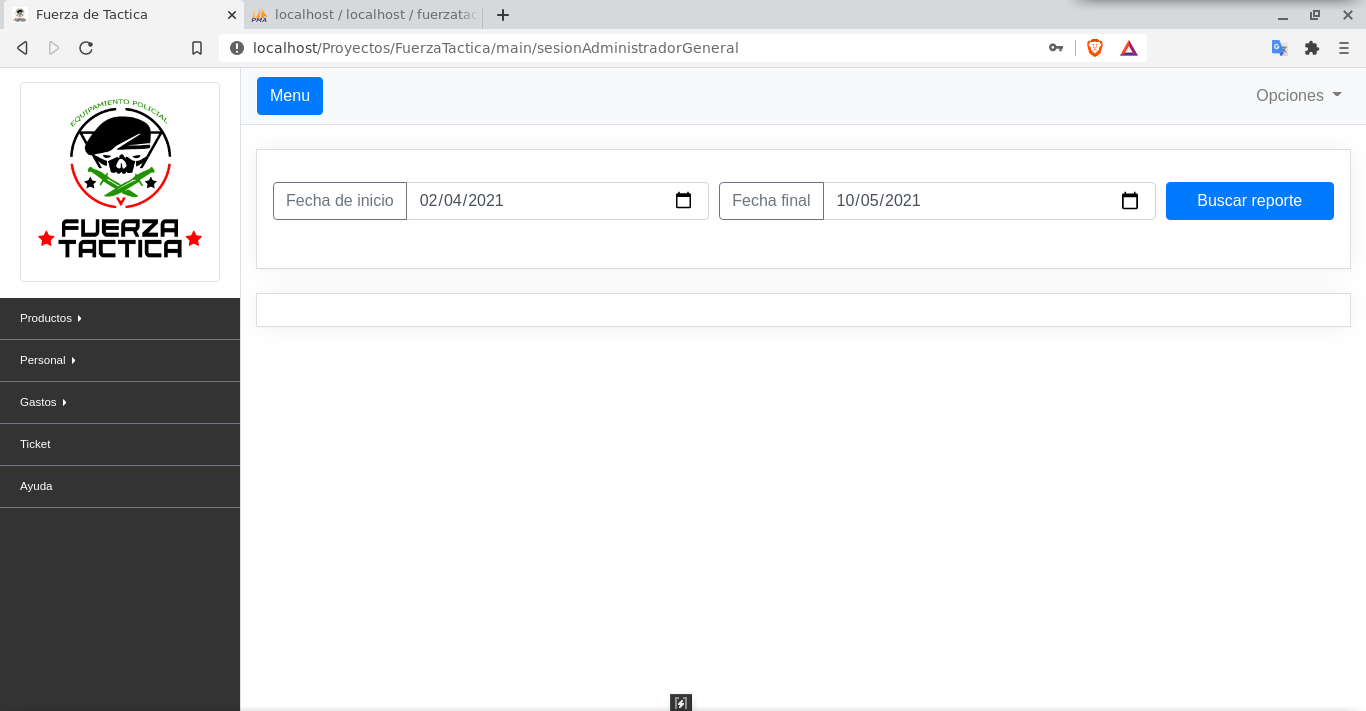 Fuerza de Tactica
localhost / localhost / fuerzatac
localhost/Proyectos/FuerzaTactica/main/sesionAdministradorGeneral
EQUIPAMIENTO POLICIAL
FUERZA
TACTICA
Menu
Opciones
Fecha de inicio 02/04/2021 Fecha final 10/05/2021 Buscar reporte
Productos
Personal
Gastos
Ticket
Ayuda